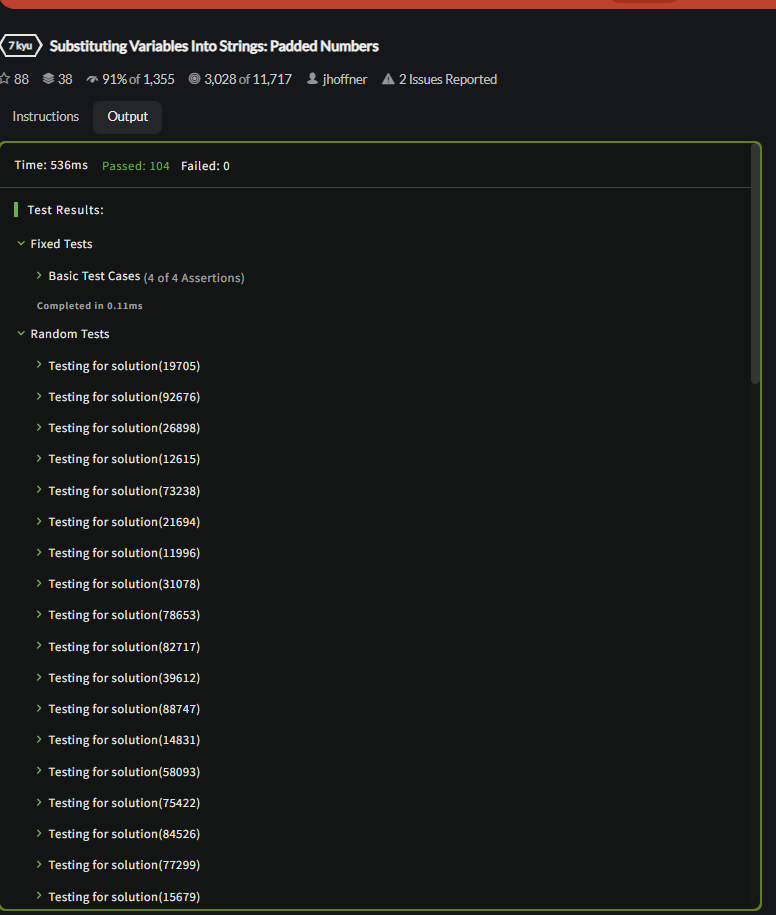 7 kyu Substituting Variables Into Strings: Padded Numbers
88 38 91% of 1,355 3,028 of 11,717 jhoffner 2 Issues Reported
Instructions Output
Time: 536ms Passed: 104 Failed: 0
Test Results:
Fixed Tests
Basic Test Cases (4 of 4 Assertions)
Completed in 0.11ms
Random Tests
Testing for solution(19705)
Testing for solution(92676)
Testing for solution(26898)
Testing for solution(12615)
Testing for solution(73238)
Testing for solution(21694)
Testing for solution(11996)
Testing for solution(31078)
Testing for solution(78653)
Testing for solution(82717)
Testing for solution(39612)
Testing for solution(88747)
Testing for solution(14831)
Testing for solution(58093)
Testing for solution(75422)
Testing for solution(84526)
Testing for solution(77299)
Testing for solution(15679)